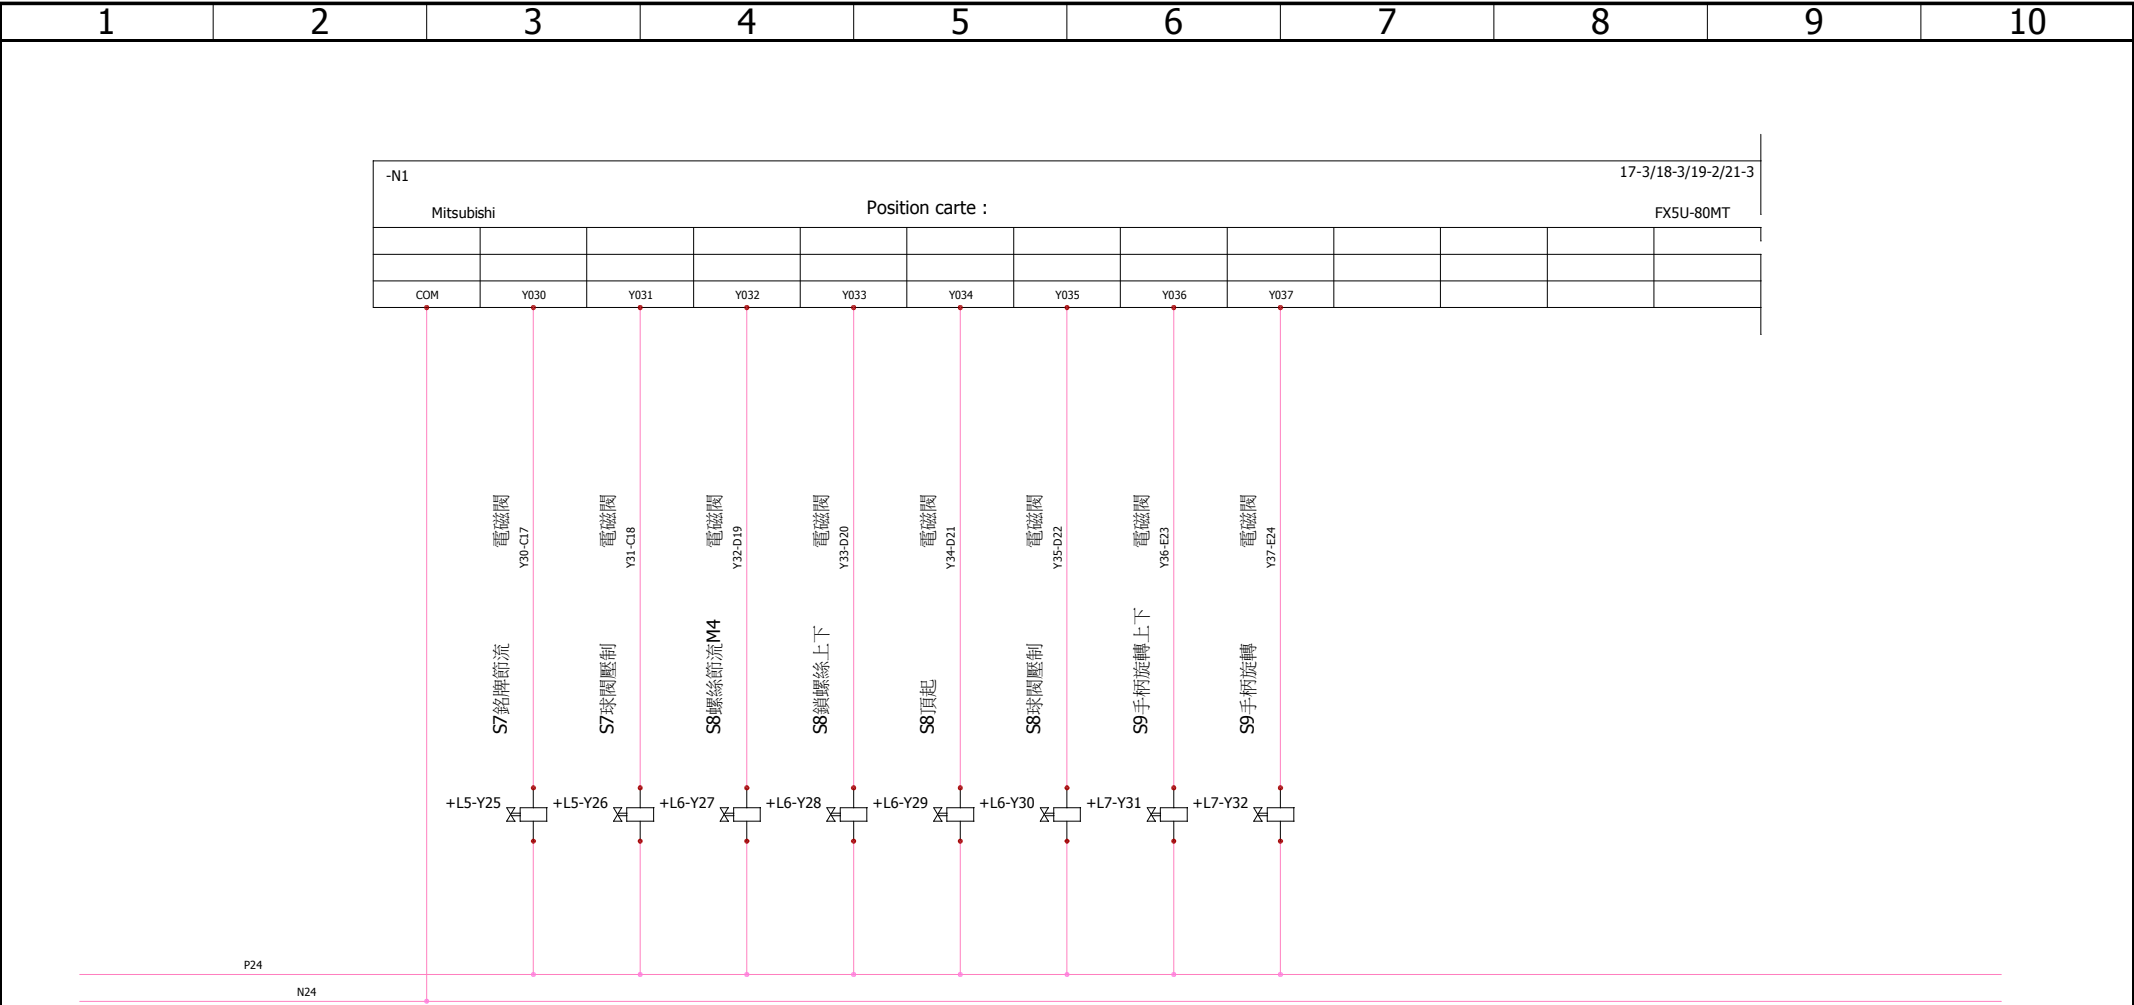 1 2 3 4 5 6 7 8 9 10
-N1 17-3/18-3/19-2/21-3
Mitsubishi Position carte : FX5U-80MT
COM Y030 Y031 Y032 Y033 Y034 Y035 Y036 Y037
電磁閥
Y30-C17
S7銘牌節流
電磁閥
Y31-C18
S7球閥壓制
電磁閥
Y32-D19
S8螺絲節流M4
電磁閥
Y33-D20
S8鎖螺絲上下
電磁閥
Y34-D21
S8頂起
電磁閥
Y35-D22
S8球閥壓制
電磁閥
Y36-E23
S9手柄旋轉上下
電磁閥
Y37-E24
S9手柄旋轉
+L5-Y25 +L5-Y26 +L6-Y27 +L6-Y28 +L6-Y29 +L6-Y30 +L7-Y31 +L7-Y32
P24
N24